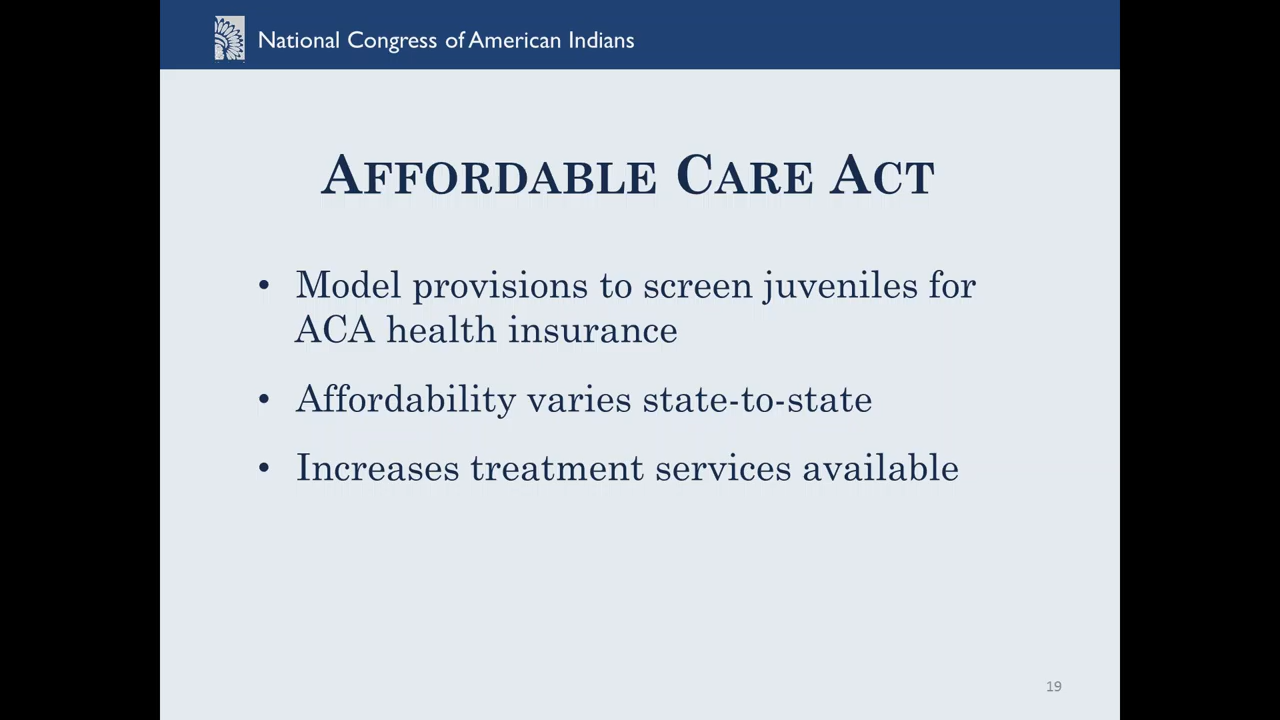 National Congress of American Indians
AFFORDABLE CARE ACT
• Model provisions to screen juveniles for
ACA health insurance
• Affordability varies state-to-state
• Increases treatment services available
19